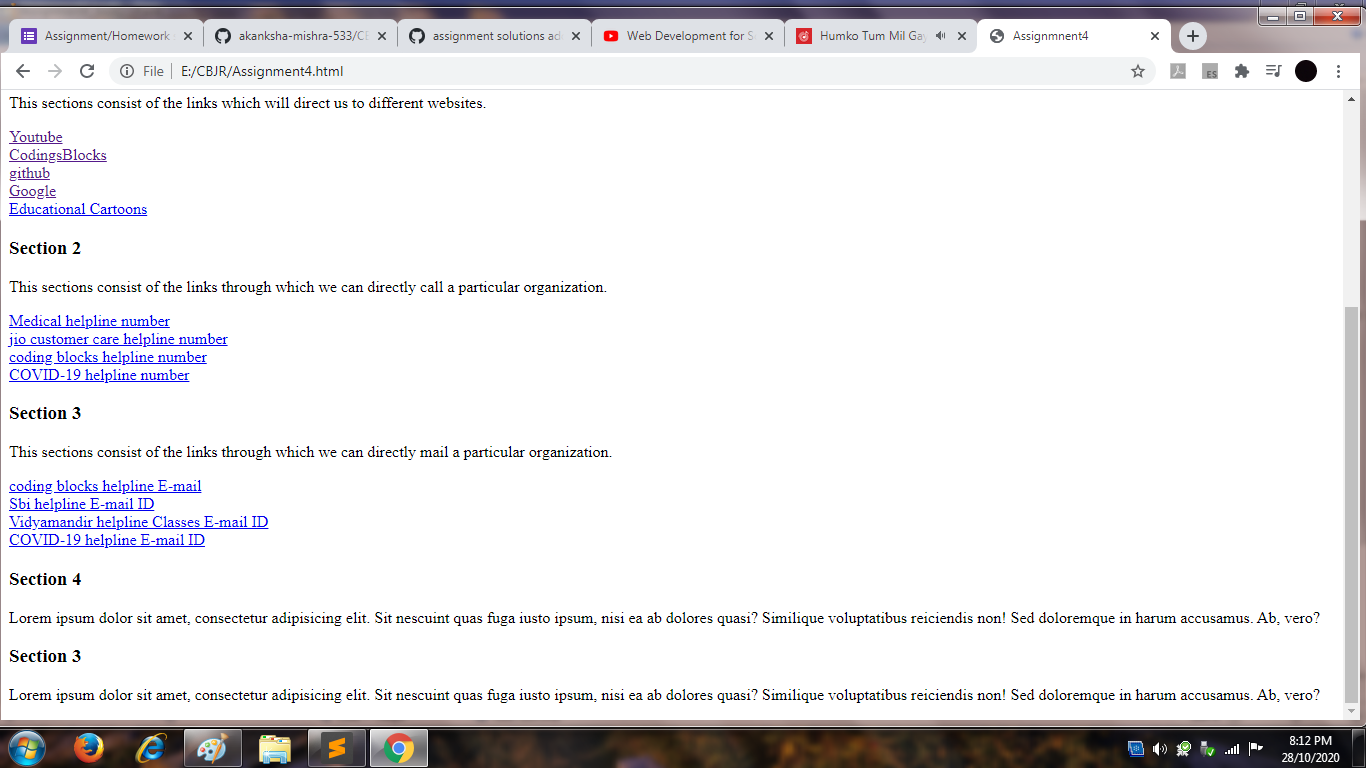 Assignment/Homework
akanksha-mishra-533/CB
assignment solutions ad
Web Development for S
Humko Tum Mil Gay
Assignmnent4
File
E:/CBJR/Assignment4.html
ES
This sections consist of the links which will direct us to different websites.
Youtube
CodingsBlocks
github
Google
Educational Cartoons
Section 2
This sections consist of the links through which we can directly call a particular organization.
Medical helpline number
jio customer care helpline number
coding blocks helpline number
COVID-19 helpline number
Section 3
This sections consist of the links through which we can directly mail a particular organization.
coding blocks helpline E-mail
Sbi helpline E-mail ID
Vidyamandir helpline Classes E-mail ID
COVID-19 helpline E-mail ID
Section 4
Lorem ipsum dolor sit amet, consectetur adipisicing elit. Sit nescuint quas fuga iusto ipsum, nisi ea ab dolores quasi? Similique voluptatibus reiciendis non! Sed doloremque in harum accusamus. Ab, vero?
Section 3
Lorem ipsum dolor sit amet, consectetur adipisicing elit. Sit nescuint quas fuga iusto ipsum, nisi ea ab dolores quasi? Similique voluptatibus reiciendis non! Sed doloremque in harum accusamus. Ab, vero?
8:12 PM
28/10/2020